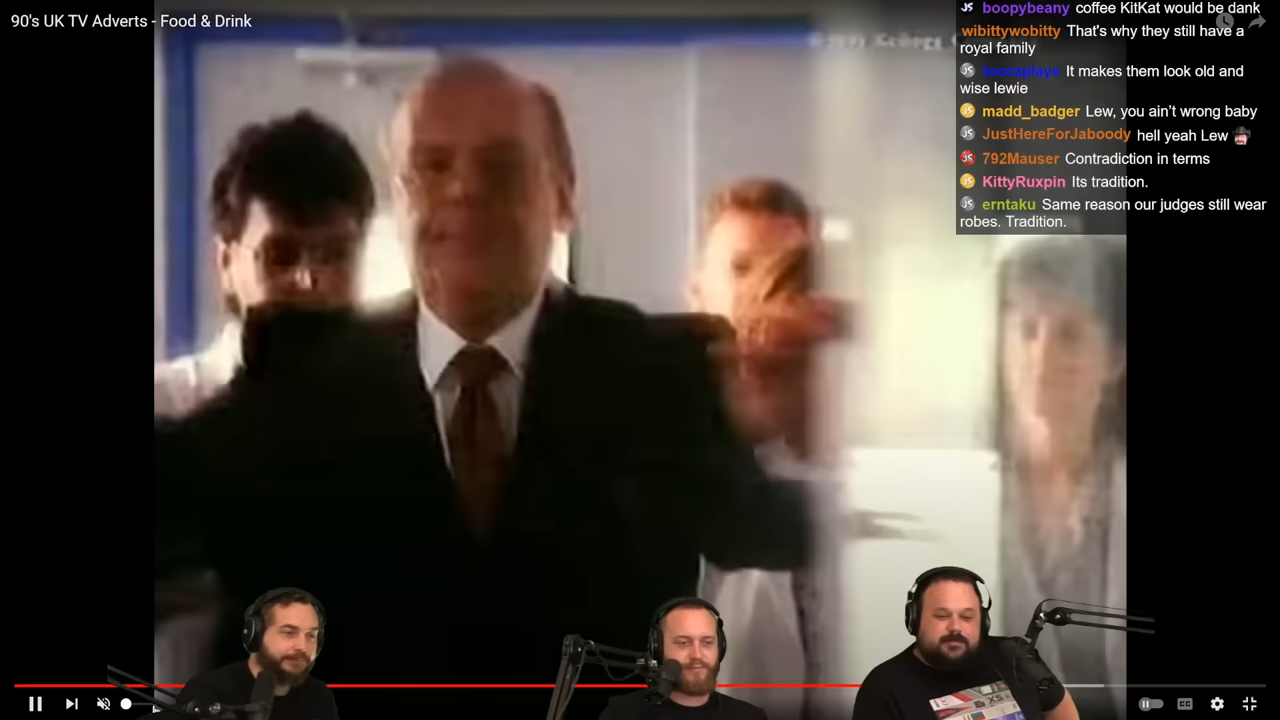 90's UK TV Adverts - Food & Drink
boopybeany coffee KitKat would be dank
wibittywobitty That's why they still have a
royal family
toonzplays It makes them look old and
wise lewie
madd_badger Lew, you ain't wrong baby
JustHereForJaboody hell yeah Lew
792Mauser Contradiction in terms
KittyRuxpin Its tradition.
erntaku Same reason our judges still wear
robes. Tradition.